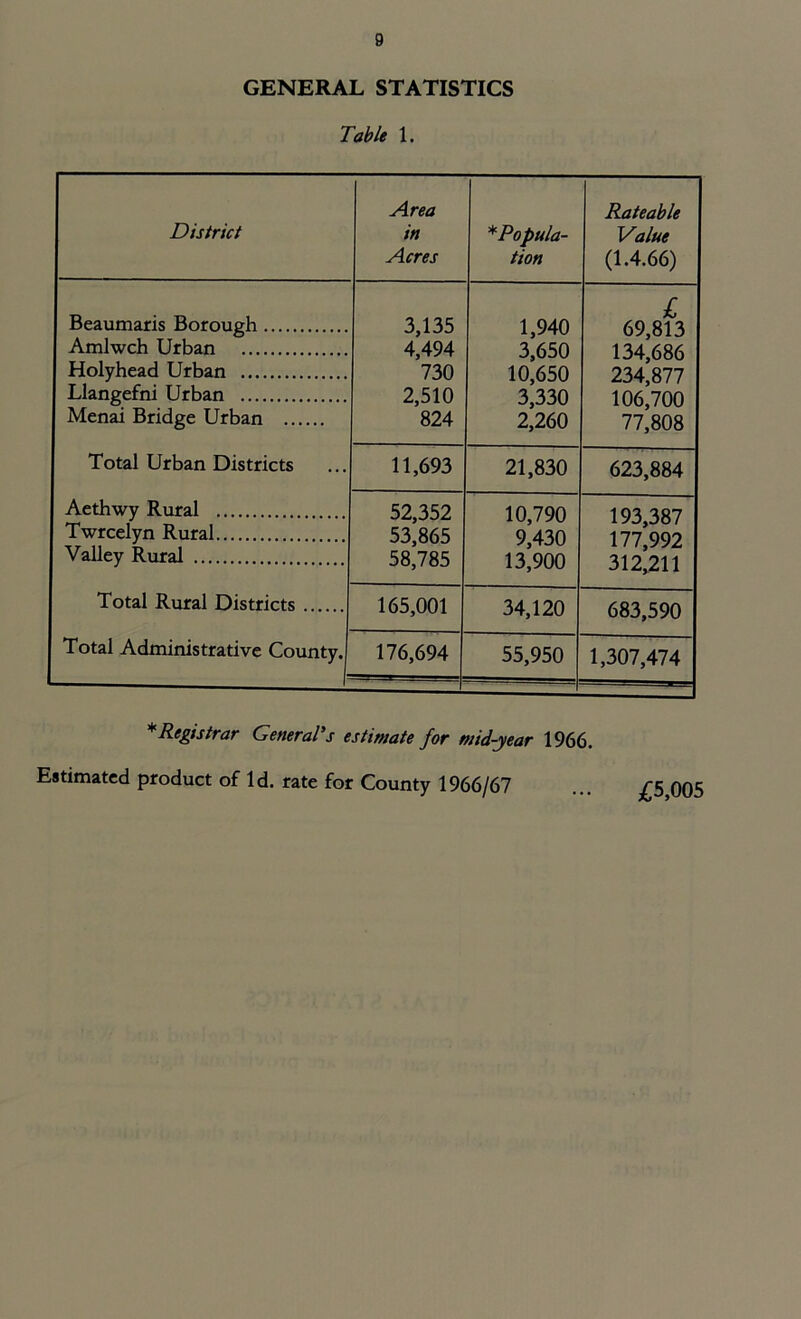 9
GENERAL STATISTICS
Table 1.
District Area in Acres *Popula-tion Rateable Value (1.4.66)
£
Beaumaris Borough ............ 3,135 1,940 69,813
Amlwch Urban ................ 4,494 3,650 134,686
Holyhead Urban ................ 730 10,650 234,877
Llangefni Urban ................ 2,510 3,330 106,700
Menai Bridge Urban ...... 824 2,260 77,808
Total Urban Districts ... 11,693 21,830 623,884
Aethwy Rural ................... 52,352 10,790 193,387
Twrcelyn Rural................... 53,865 9,430 177,992
Valley Rural ...................... 58,785 13,900 312,211
Total Rural Districts ...... 165,001 34,120 683,590
Total Administrative County. 176,694 55,950 1,307,474
*Registrar General's estimate for mid-year 1966.
Estimated product of 1d. rate for County 1966/67 ... £5,005